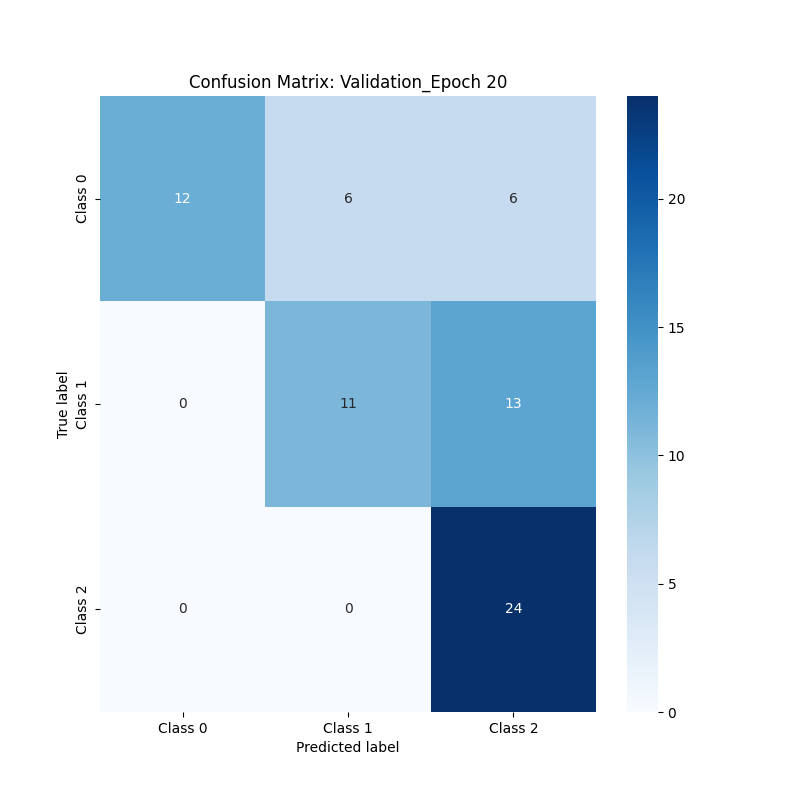 Confusion Matrix: Validation_Epoch 20
True label
Class 0
Class 1
Class 2
12 6 6
0 11 13
0 0 24
Class 0 Class 1 Class 2
Predicted label
20
15
10
5
0